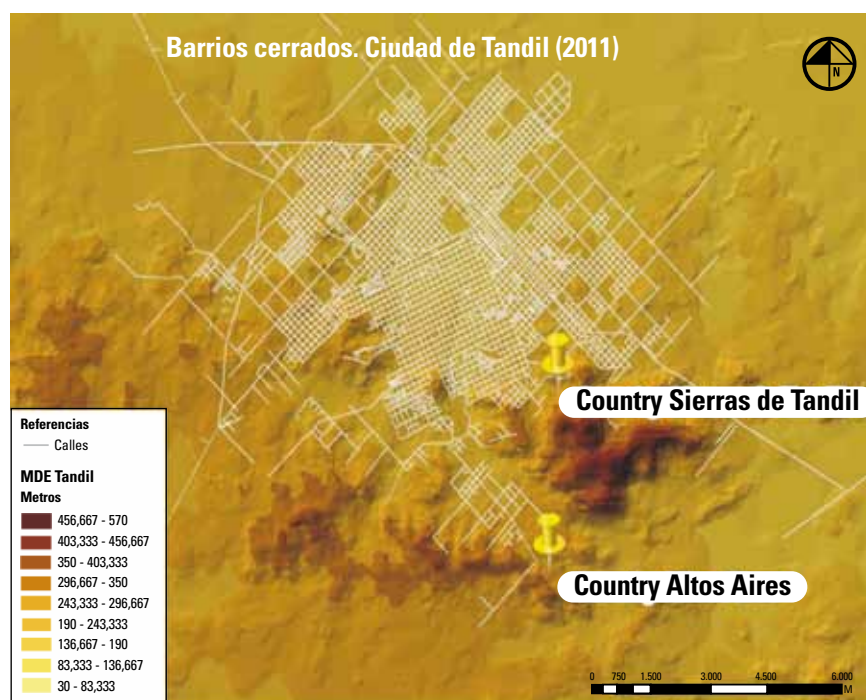 Barrios cerrados. Ciudad de Tandil (2011)
N
Country Sierras de Tandil
Country Altos Aires
Referencias
Calles
MDE Tandil
Metros
456,667 - 570
403,333 - 456,667
350 - 403,333
296,667 - 350
243,333 - 296,667
190 - 243,333
136,667 - 190
83,333 - 136,667
30 - 83,333
0 750 1.500 3.000 4.500 6.000
M